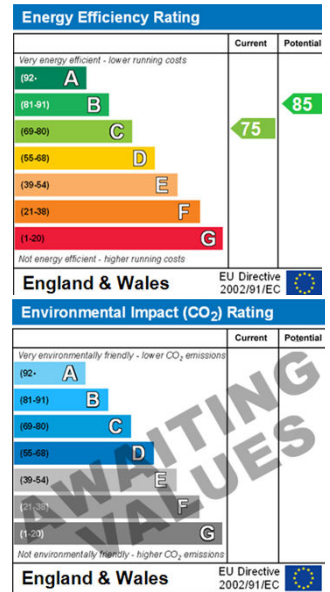 Energy Efficiency Rating
Current Potential
Very energy efficient - lower running costs
(92- A
(81-91) B 85
(69-80) C 75
(55-68) D
(39-54) E
(21-38) F
(1-20) G
Not energy efficient - higher running costs
England & Wales
EU Directive
2002/91/EC
Environmental Impact (CO₂) Rating
Current Potential
Very environmentally friendly - lower CO₂ emissions
(92- A
(81-91) B
(69-80) C
(55-68) D
(39-54) E
(21-38) F
(1-20) G
AWAITING
VALUES
Not environmentally friendly - higher CO₂ emissions
England & Wales
EU Directive
2002/91/EC